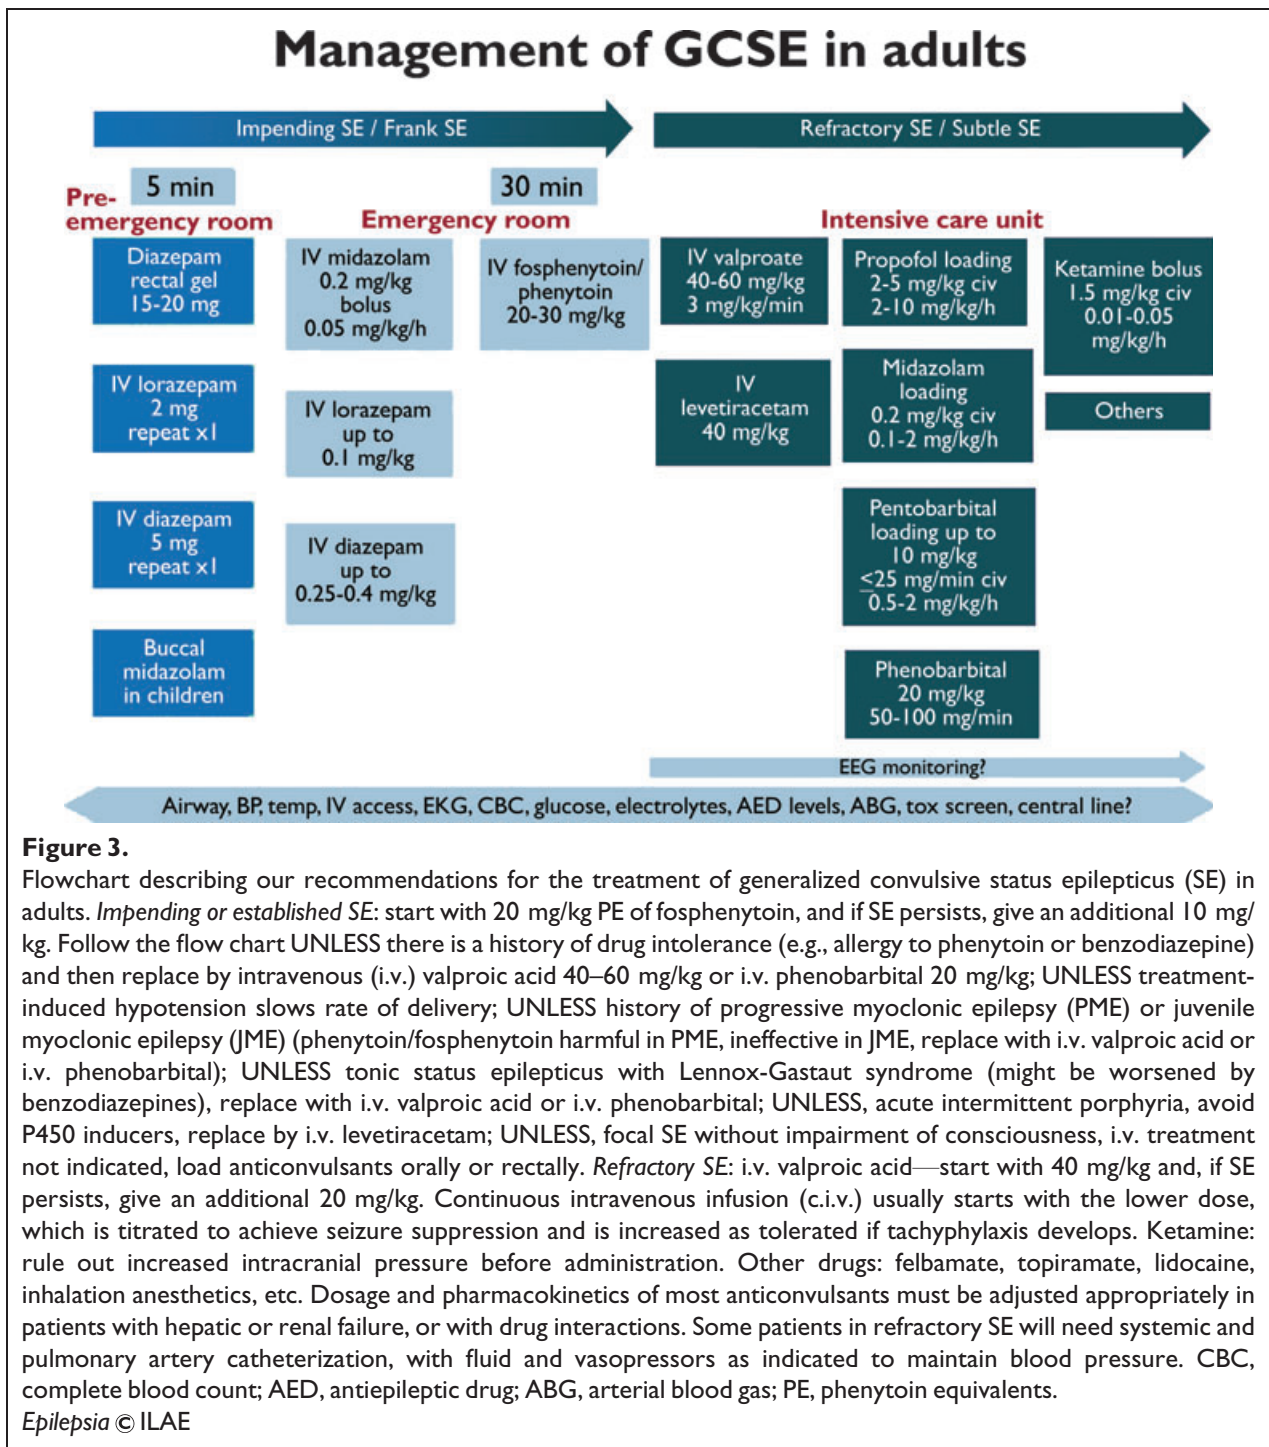 Management of GCSE in adults
Impending SE / Frank SE
Refractory SE / Subtle SE
5 min
30 min
Pre-
emergency room
Emergency room
Intensive care unit
Diazepam
rectal gel
15-20 mg
IV lorazepam
2 mg
repeat x1
IV diazepam
5 mg
repeat x1
Buccal
midazolam
in children
IV midazolam
0.2 mg/kg
bolus
0.05 mg/kg/h
IV lorazepam
up to
0.1 mg/kg
IV diazepam
up to
0.25-0.4 mg/kg
IV fosphenytoin/
phenytoin
20-30 mg/kg
IV valproate
40-60 mg/kg
3 mg/kg/min
IV
levetiracetam
40 mg/kg
Propofol loading
2-5 mg/kg civ
2-10 mg/kg/h
Midazolam
loading
0.2 mg/kg civ
0.1-2 mg/kg/h
Pentobarbital
loading up to
10 mg/kg
≤25 mg/min civ
0.5-2 mg/kg/h
Phenobarbital
20 mg/kg
50-100 mg/min
Ketamine bolus
1.5 mg/kg civ
0.01-0.05
mg/kg/h
Others
EEG monitoring?
Airway, BP, temp, IV access, EKG, CBC, glucose, electrolytes, AED levels, ABG, tox screen, central line?
Figure 3.
Flowchart describing our recommendations for the treatment of generalized convulsive status epilepticus (SE) in
adults. Impending or established SE: start with 20 mg/kg PE of fosphenytoin, and if SE persists, give an additional 10 mg/
kg. Follow the flow chart UNLESS there is a history of drug intolerance (e.g., allergy to phenytoin or benzodiazepine)
and then replace by intravenous (i.v.) valproic acid 40–60 mg/kg or i.v. phenobarbital 20 mg/kg; UNLESS treatment-
induced hypotension slows rate of delivery; UNLESS history of progressive myoclonic epilepsy (PME) or juvenile
myoclonic epilepsy (JME) (phenytoin/fosphenytoin harmful in PME, ineffective in JME, replace with i.v. valproic acid or
i.v. phenobarbital); UNLESS tonic status epilepticus with Lennox-Gastaut syndrome (might be worsened by
benzodiazepines), replace with i.v. valproic acid or i.v. phenobarbital; UNLESS, acute intermittent porphyria, avoid
P450 inducers, replace by i.v. levetiracetam; UNLESS, focal SE without impairment of consciousness, i.v. treatment
not indicated, load anticonvulsants orally or rectally. Refractory SE: i.v. valproic acid—start with 40 mg/kg and, if SE
persists, give an additional 20 mg/kg. Continuous intravenous infusion (c.i.v.) usually starts with the lower dose,
which is titrated to achieve seizure suppression and is increased as tolerated if tachyphylaxis develops. Ketamine:
rule out increased intracranial pressure before administration. Other drugs: felbamate, topiramate, lidocaine,
inhalation anesthetics, etc. Dosage and pharmacokinetics of most anticonvulsants must be adjusted appropriately in
patients with hepatic or renal failure, or with drug interactions. Some patients in refractory SE will need systemic and
pulmonary artery catheterization, with fluid and vasopressors as indicated to maintain blood pressure. CBC,
complete blood count; AED, antiepileptic drug; ABG, arterial blood gas; PE, phenytoin equivalents.
Epilepsia © ILAE